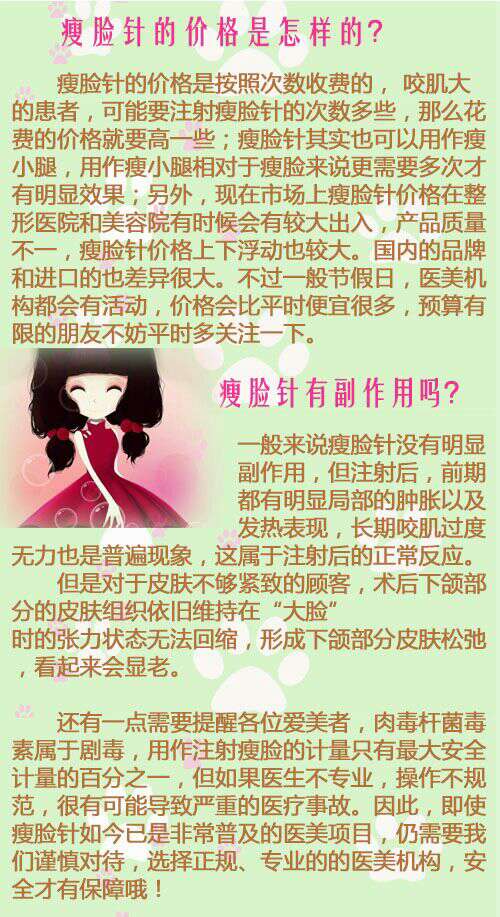 瘦脸针的价格是怎样的?
瘦脸针的价格是按照次数收费的，咬肌大
的患者，可能要注射瘦脸针的次数多些，那么花
费的价格就要高一些；瘦脸针其实也可以用作瘦
小腿，用作瘦小腿相对于瘦脸来说更需要多次才
有明显效果；另外，现在市场上瘦脸针价格在整
形医院和美容院有时候会有较大出入，产品质量
不一，瘦脸针价格上下浮动也较大。国内的品牌
和进口的也差异很大。不过一般节假日，医美机
构都会有活动，价格会比平时便宜很多，预算有
限的朋友不妨平时多关注一下。
瘦脸针有副作用吗?
一般来说瘦脸针没有明显
副作用，但注射后，前期
都有明显局部的肿胀以及
发热表现，长期咬肌过度
无力也是普遍现象，这属于注射后的正常反应。
但是对于皮肤不够紧致的顾客，术后下颌部
分的皮肤组织依旧维持在“大脸”
时的张力状态无法回缩，形成下颌部分皮肤松弛
，看起来会显老。
还有一点需要提醒各位爱美者，肉毒杆菌毒
素属于剧毒，用作注射瘦脸的计量只有最大安全
计量的百分之一，但如果医生不专业，操作不规
范，很有可能导致严重的医疗事故。因此，即使
瘦脸针如今已是非常普及的医美项目，仍需要我
们谨慎对待，选择正规、专业的的医美机构，安
全才有保障哦！